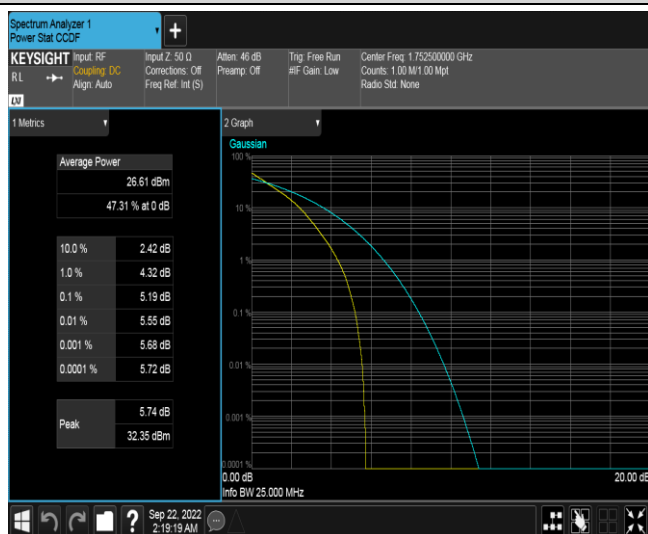 Spectrum Analyzer 1
Power Stat CCDF
+
KEYSIGHT
R L
LXI
Input: RF
Coupling: DC
Align: Auto
Input Z: 50 Ω
Corrections: Off
Freq Ref: Int (S)
Atten: 46 dB
Preamp: Off
Trig: Free Run
#IF Gain: Low
Center Freq: 1.752500000 GHz
Counts: 1.00 M/1.00 Mpt
Radio Std: None
1 Metrics
Average Power
26.61 dBm
47.31 % at 0 dB
10.0 % 2.42 dB
1.0 % 4.32 dB
0.1 % 5.19 dB
0.01 % 5.55 dB
0.001 % 5.68 dB
0.0001 % 5.72 dB
Peak
5.74 dB
32.35 dBm
2 Graph
Gaussian
100 %
10 %
1 %
0.1 %
0.01 %
0.001 %
0.0001 %
0.00 dB 20.00 dB
Info BW 25.000 MHz
?
Sep 22, 2022
2:19:19 AM